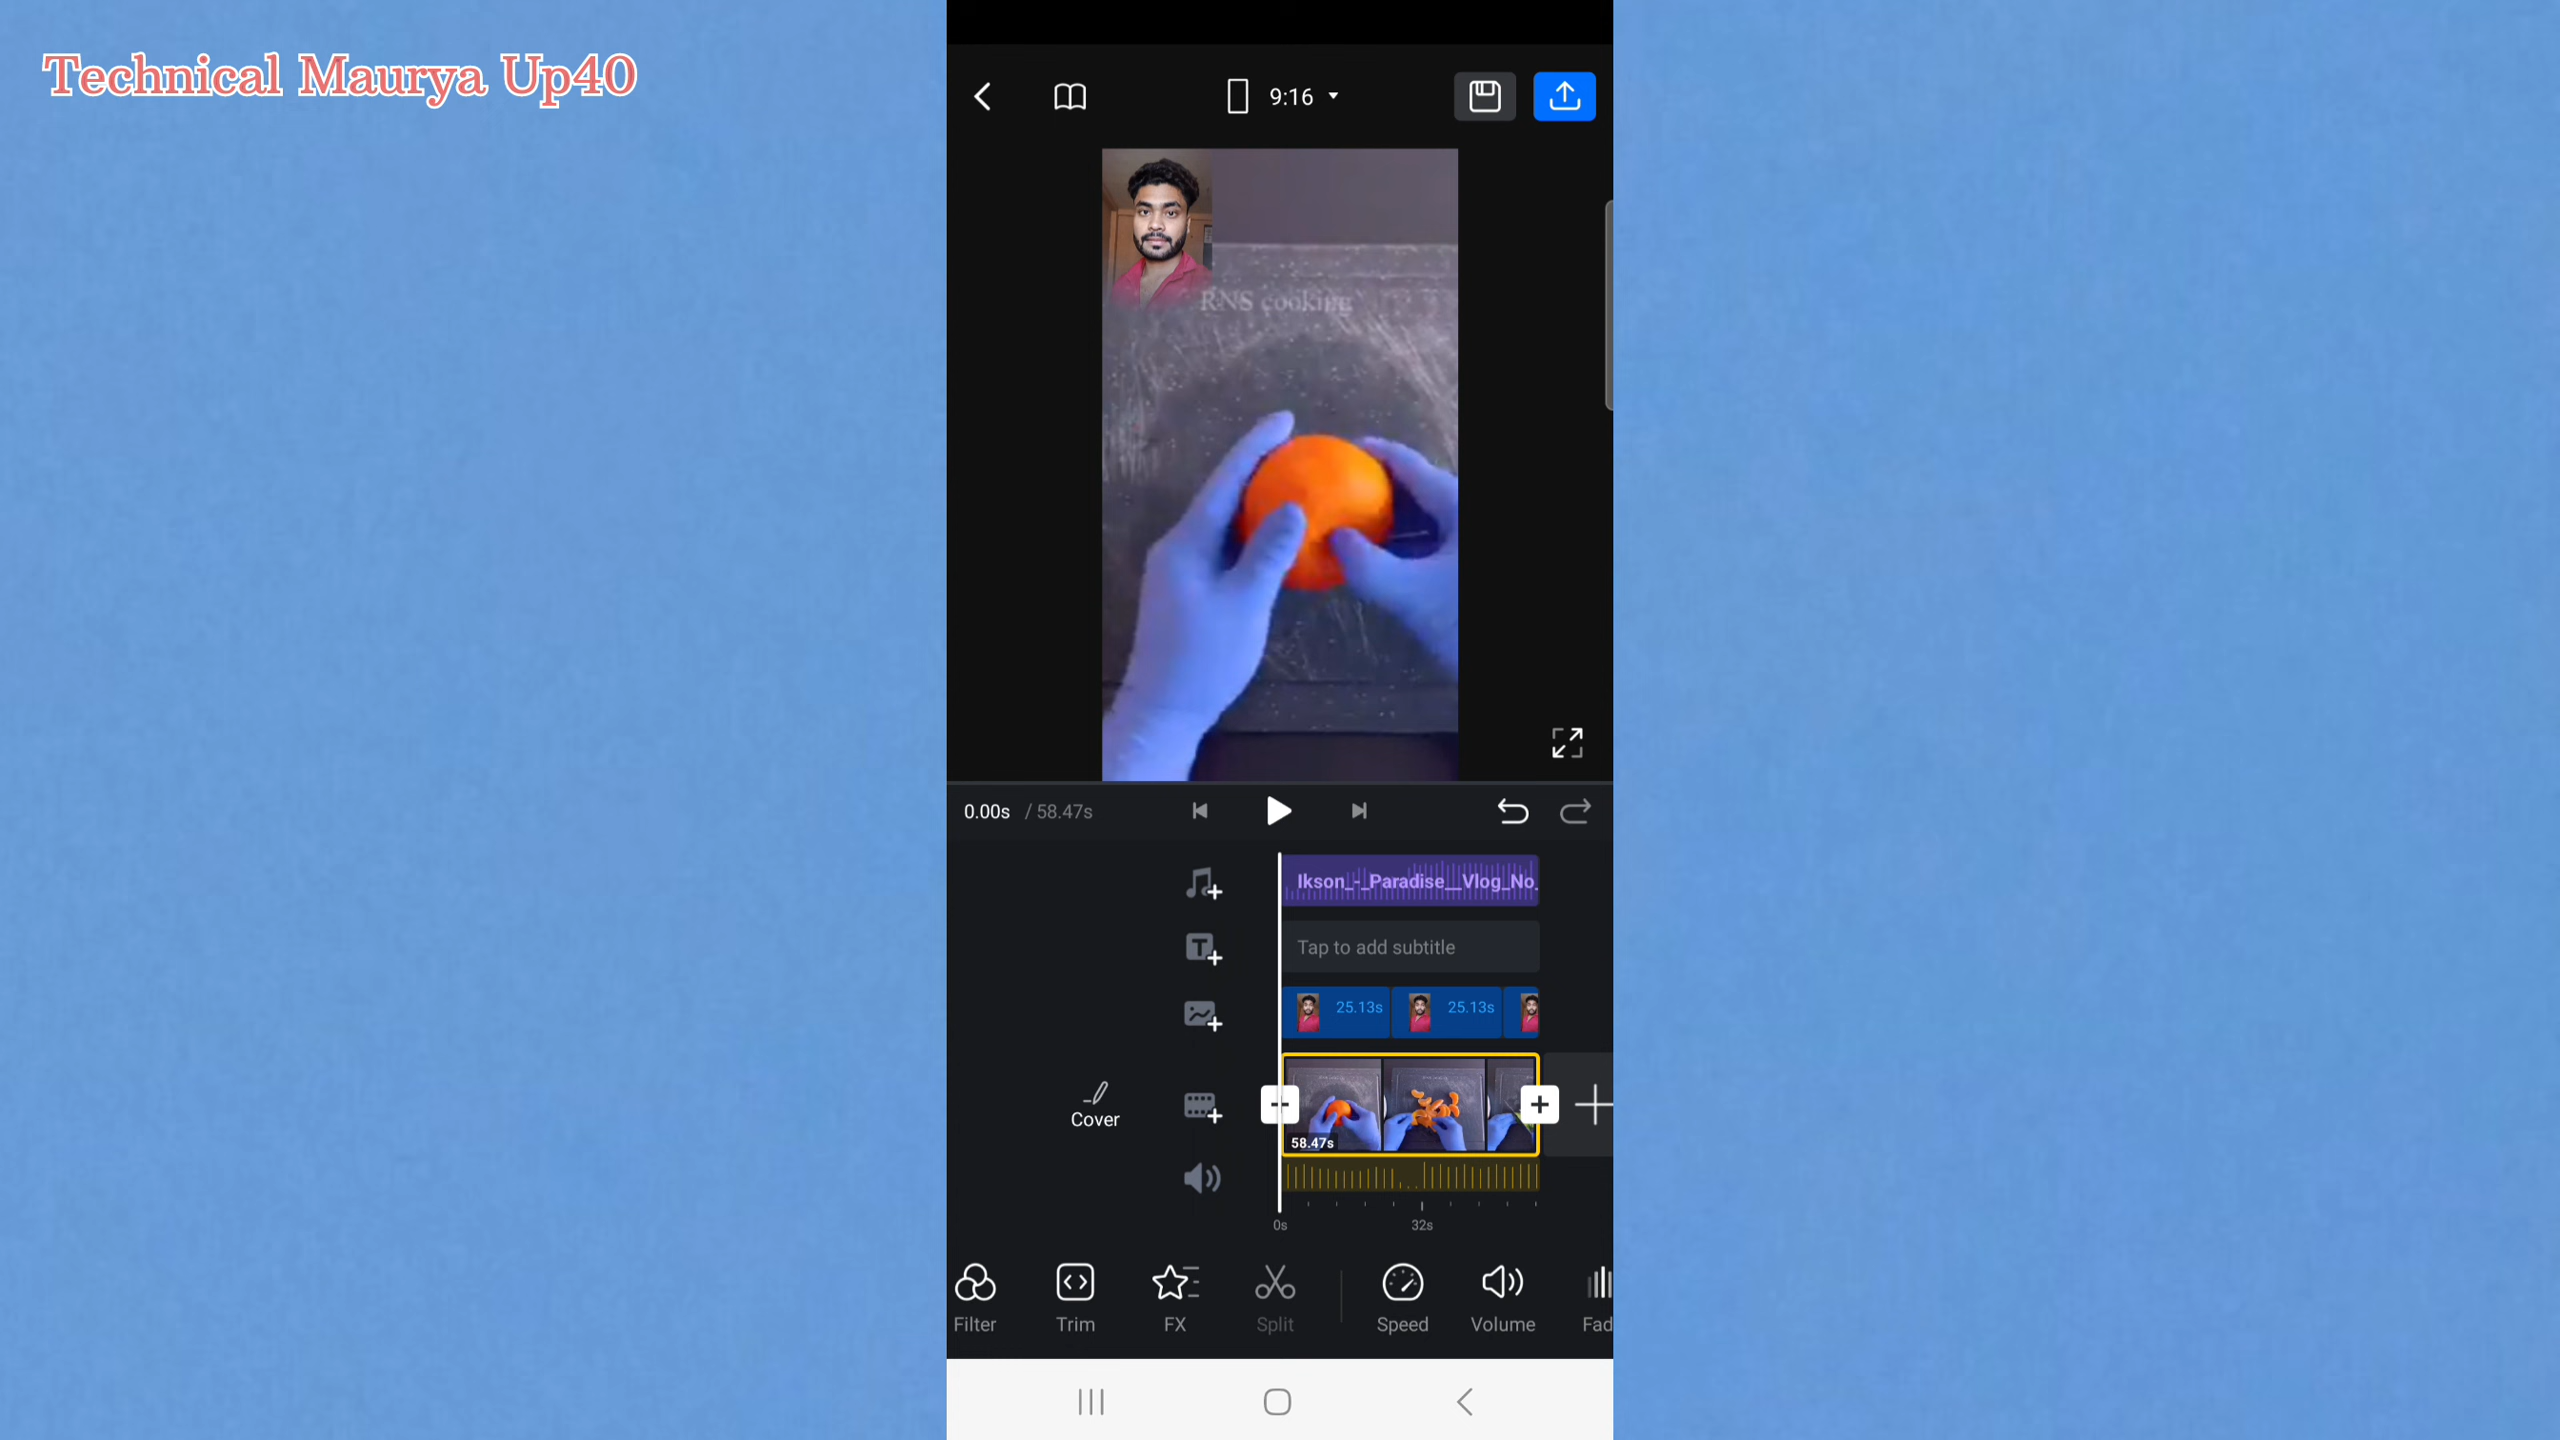 Technical Maurya Up40
9:16
RNS cooking
0.00s / 58.47s
Ikson_-_Paradise__Vlog_No_
Tap to add subtitle
25.13s 25.13s
Cover
58.47s
0s 32s
Filter Trim FX Split Speed Volume Fad